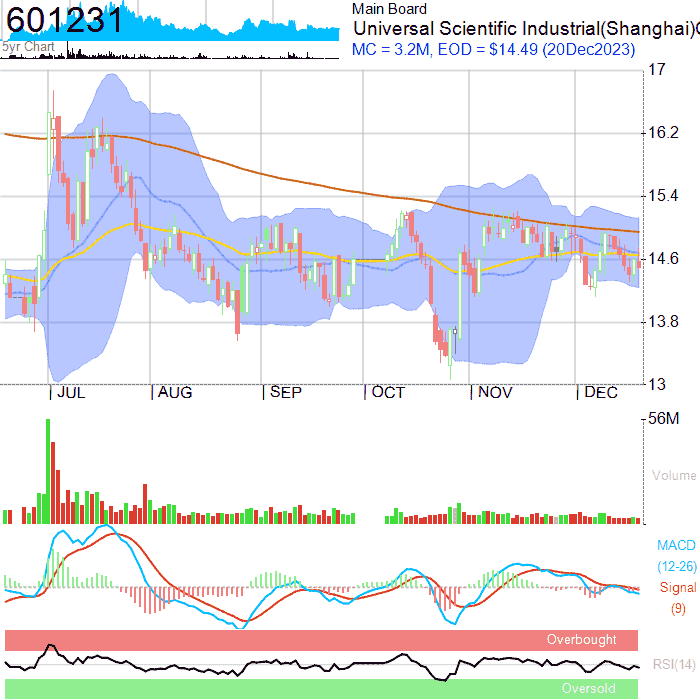 601231
5yr Chart
Main Board
Universal Scientific Industrial(Shanghai)C
MC = 3.2M, EOD = $14.49 (20Dec2023)
17
16.2
15.4
14.6
13.8
13
JUL AUG SEP OCT NOV DEC
56M
Volume
MACD
(12-26)
Signal
(9)
Overbought
RSI(14)
Oversold